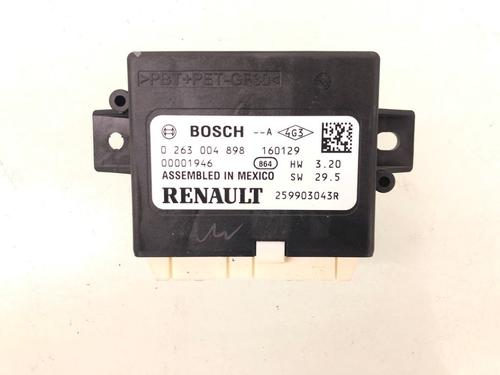 >PBT+PET-GF30<
BOSCH --A 4G3
0 263 004 898 160129
00001946 864 HW 3.20
ASSEMBLED IN MEXICO SW 29.5
RENAULT 259903043R